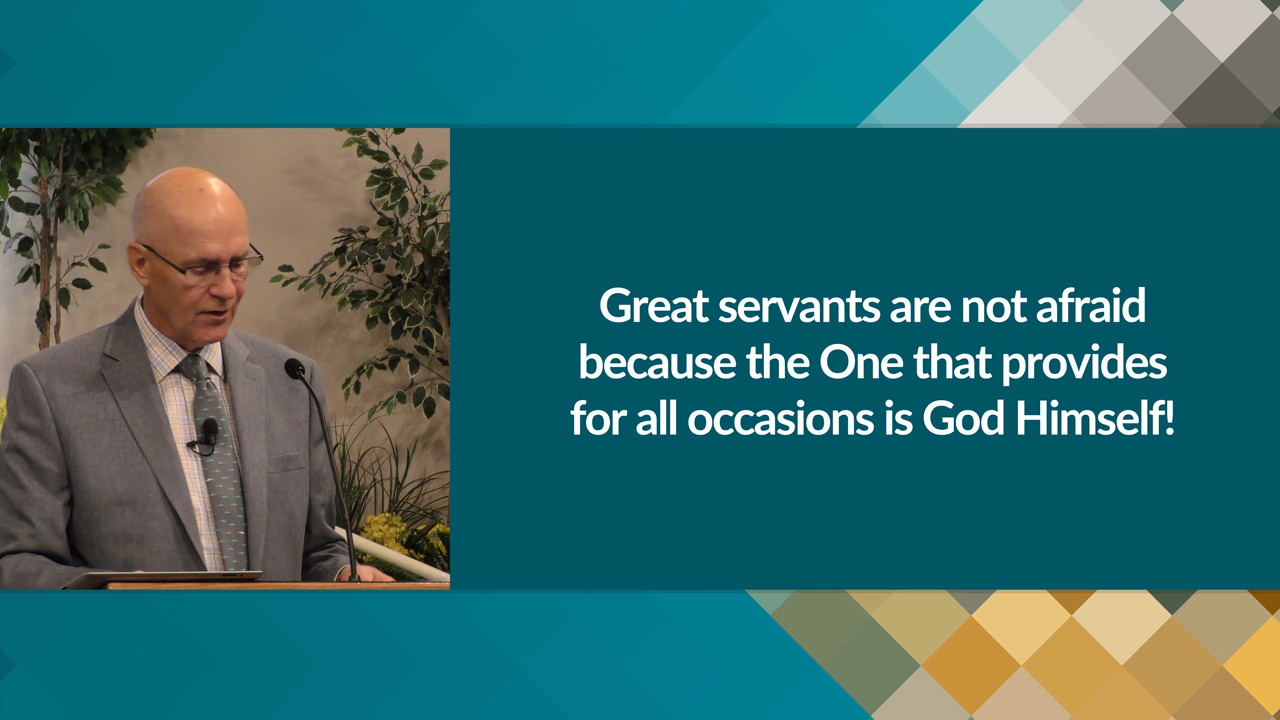 Great servants are not afraid
because the One that provides
for all occasions is God Himself!